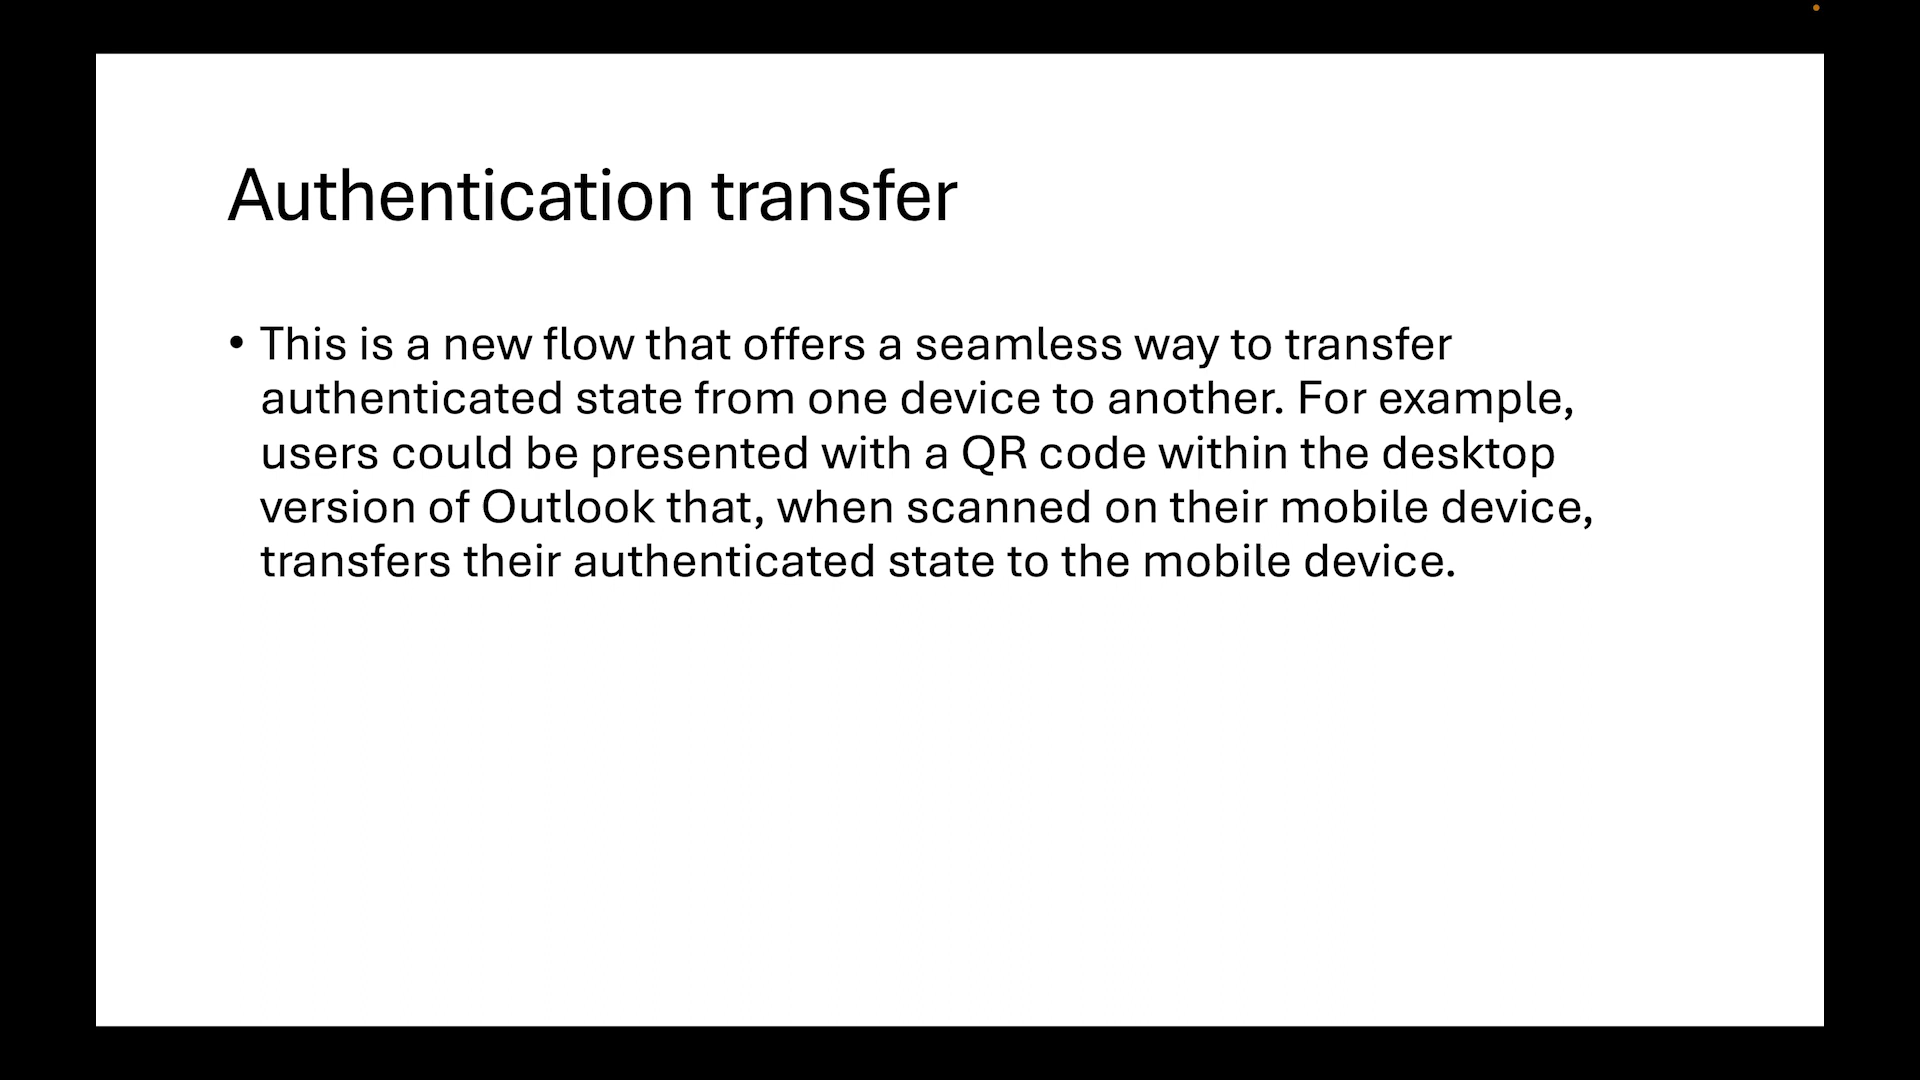 Authentication transfer
• This is a new flow that offers a seamless way to transfer
authenticated state from one device to another. For example,
users could be presented with a QR code within the desktop
version of Outlook that, when scanned on their mobile device,
transfers their authenticated state to the mobile device.